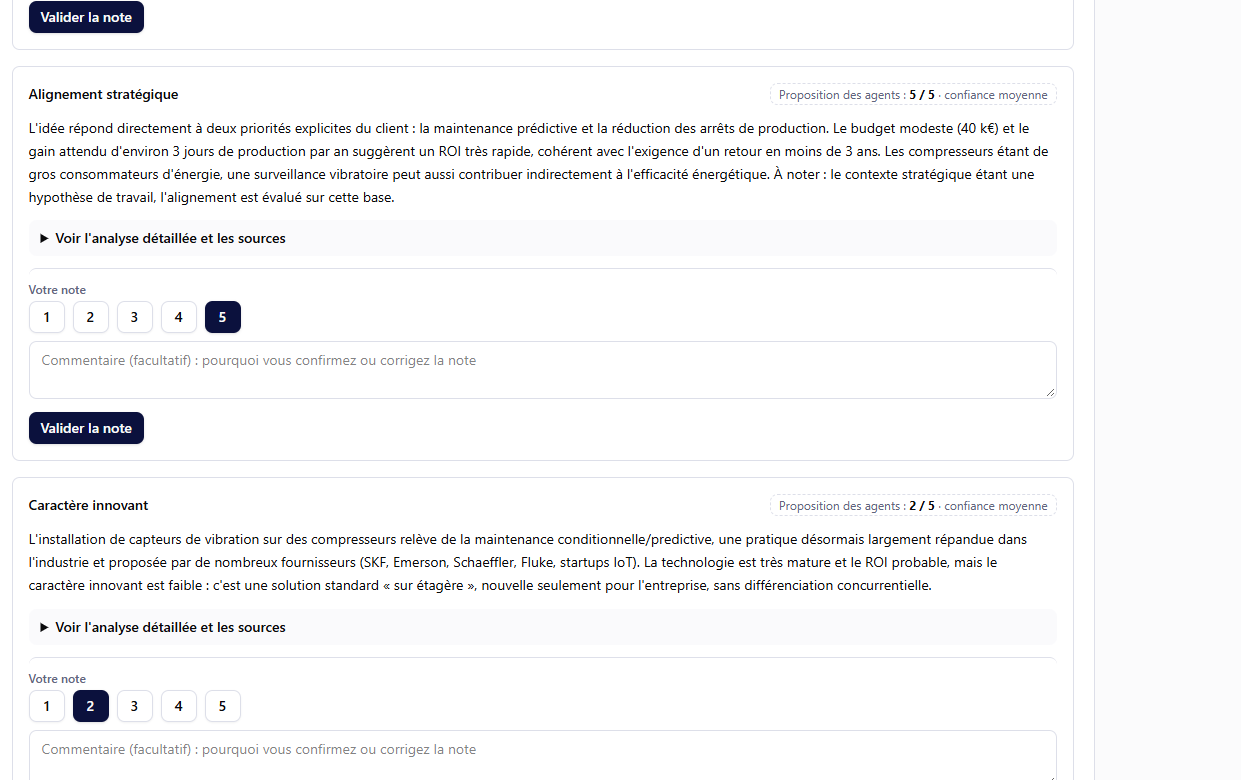 Valider la note
Alignement stratégique
Proposition des agents : 5 / 5 · confiance moyenne
L'idée répond directement à deux priorités explicites du client : la maintenance prédictive et la réduction des arrêts de production. Le budget modeste (40 k€) et le
gain attendu d'environ 3 jours de production par an suggèrent un ROI très rapide, cohérent avec l'exigence d'un retour en moins de 3 ans. Les compresseurs étant de
gros consommateurs d'énergie, une surveillance vibratoire peut aussi contribuer indirectement à l'efficacité énergétique. À noter : le contexte stratégique étant une
hypothèse de travail, l'alignement est évalué sur cette base.
▶ Voir l'analyse détaillée et les sources
Votre note
1 2 3 4 5
Commentaire (facultatif) : pourquoi vous confirmez ou corrigez la note
Valider la note
Caractère innovant
Proposition des agents : 2 / 5 · confiance moyenne
L'installation de capteurs de vibration sur des compresseurs relève de la maintenance conditionnelle/predictive, une pratique désormais largement répandue dans
l'industrie et proposée par de nombreux fournisseurs (SKF, Emerson, Schaeffler, Fluke, startups IoT). La technologie est très mature et le ROI probable, mais le
caractère innovant est faible : c'est une solution standard « sur étagère », nouvelle seulement pour l'entreprise, sans différenciation concurrentielle.
▶ Voir l'analyse détaillée et les sources
Votre note
1 2 3 4 5
Commentaire (facultatif) : pourquoi vous confirmez ou corrigez la note